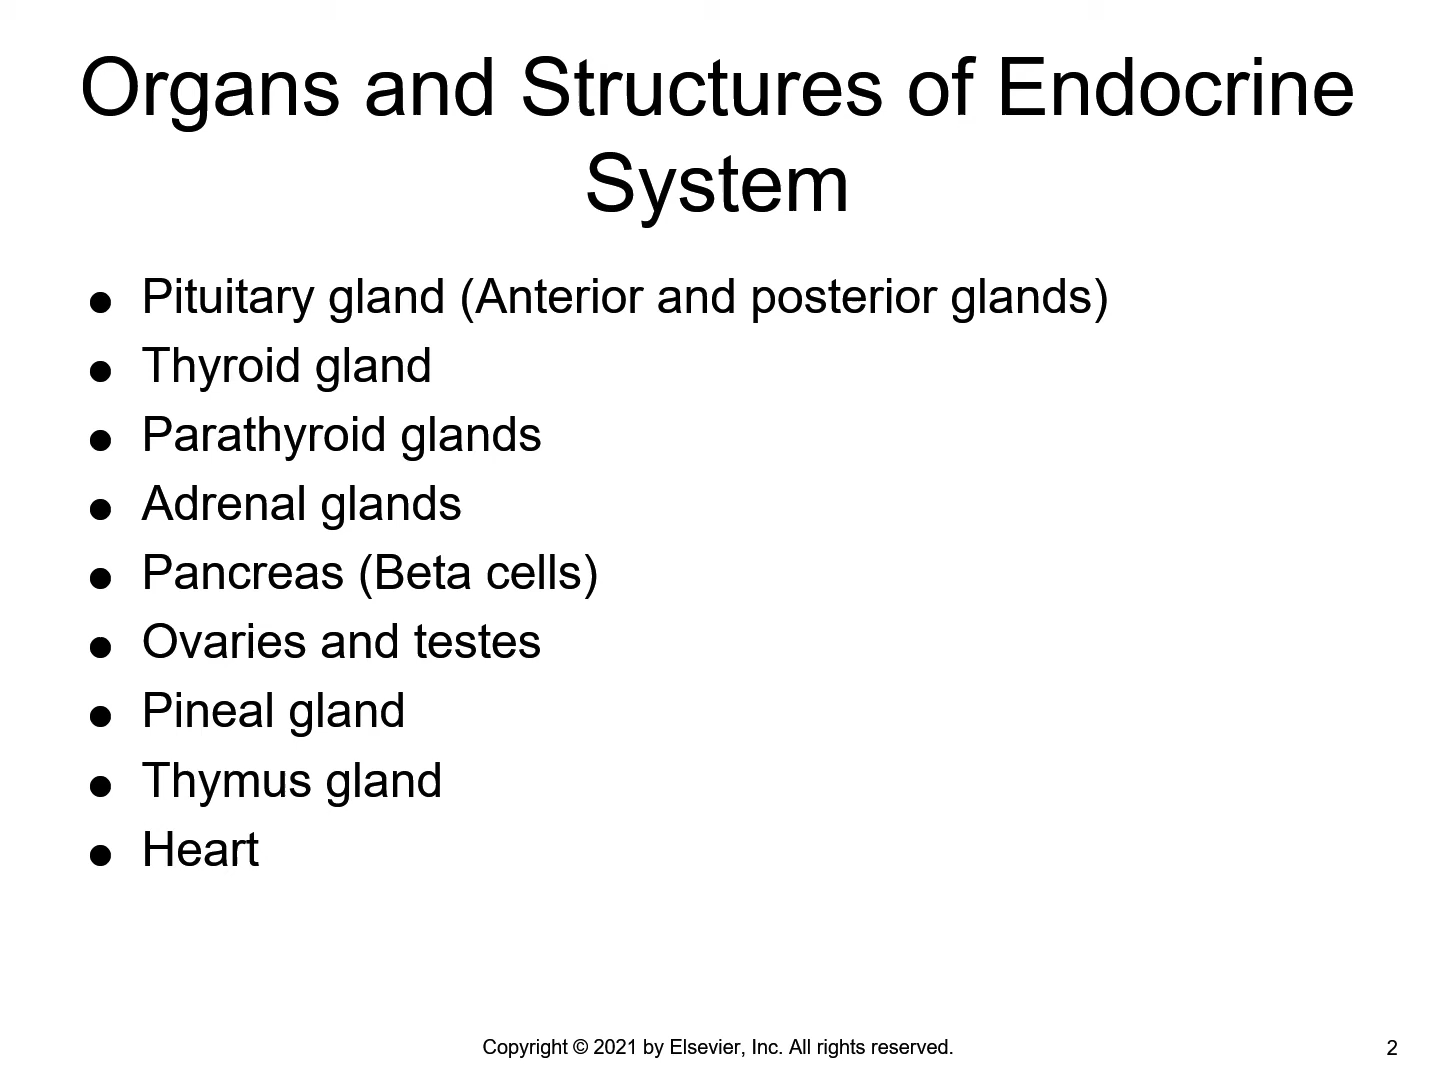 Organs and Structures of Endocrine
System
● Pituitary gland (Anterior and posterior glands)
● Thyroid gland
● Parathyroid glands
● Adrenal glands
● Pancreas (Beta cells)
● Ovaries and testes
● Pineal gland
● Thymus gland
● Heart
Copyright © 2021 by Elsevier, Inc. All rights reserved.
2